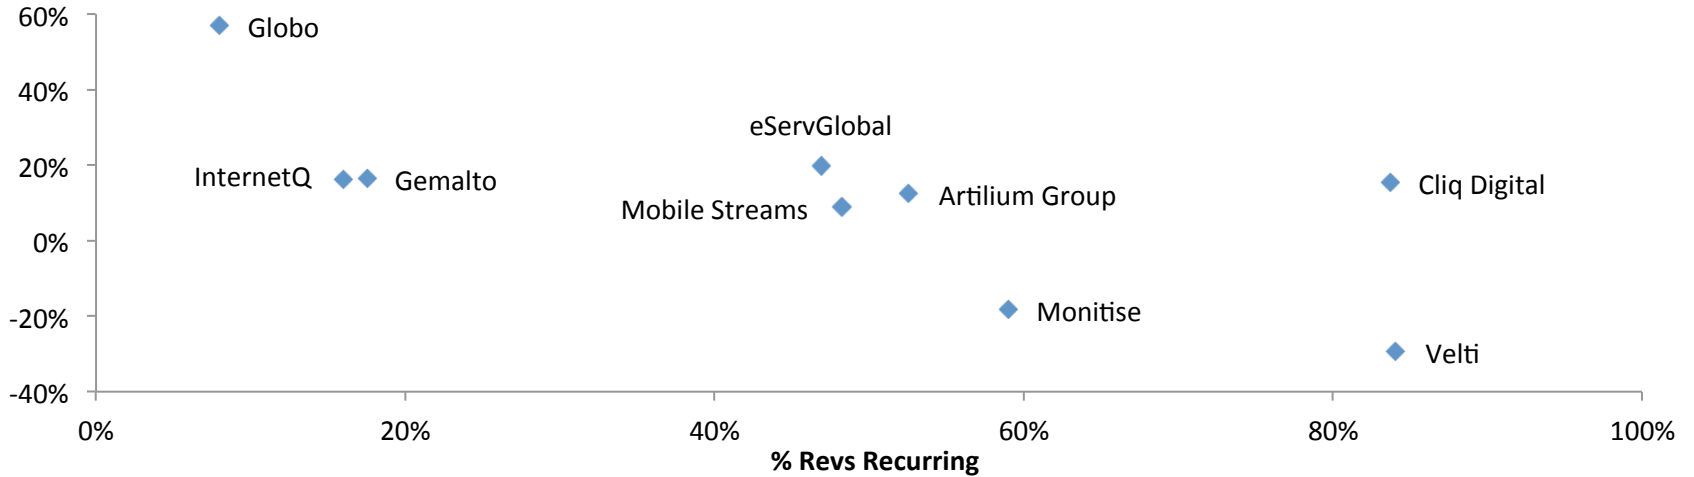 60%
Globo
40%
eServGlobal
20%
InternetQ
Gemalto
Cliq Digital
Artilium Group
Mobile Streams
0%
-20%
Monitise
Velti
-40%
0% 20% 40% 60% 80% 100%
% Revs Recurring